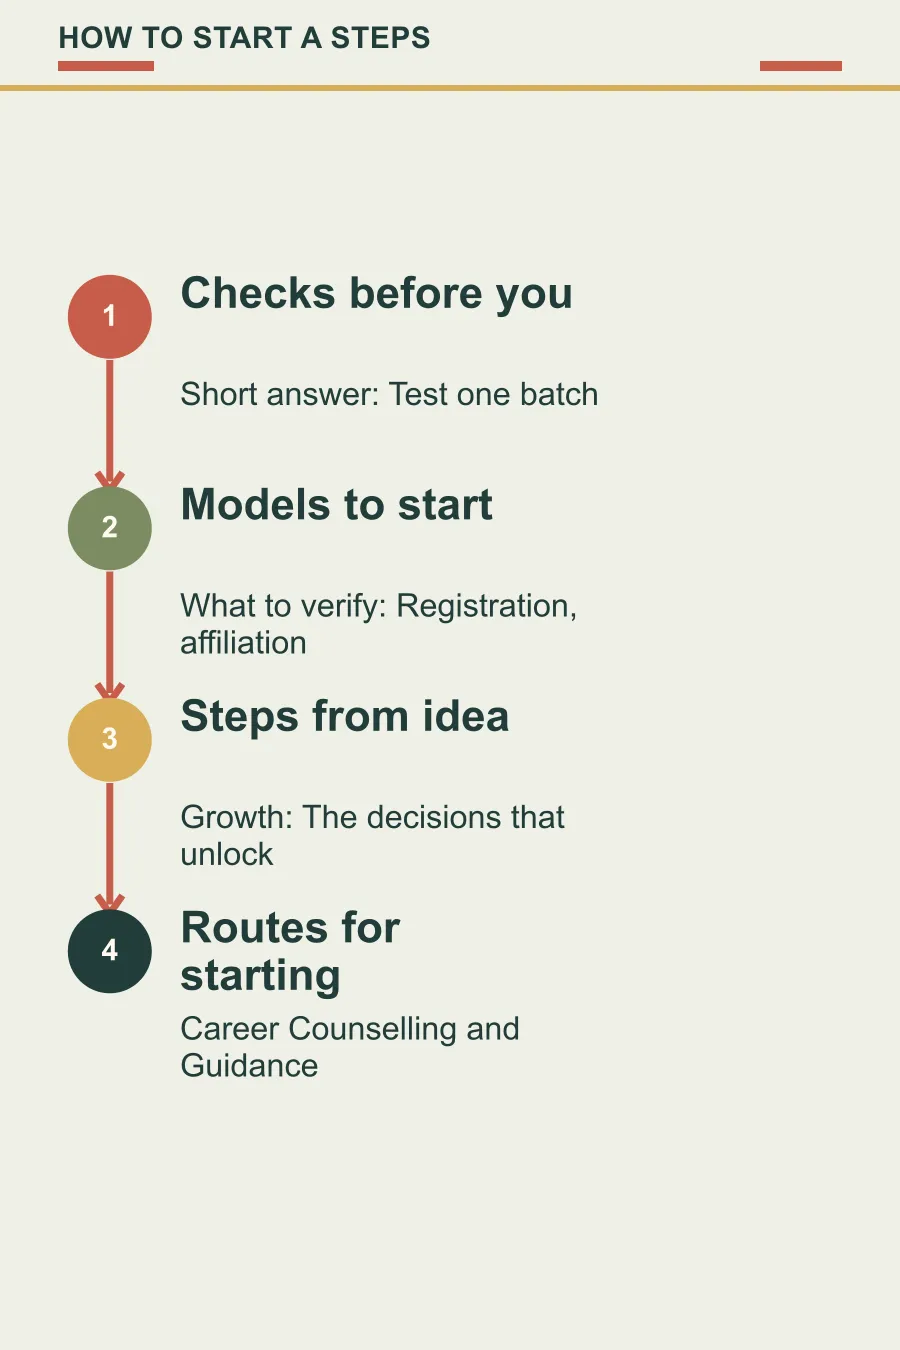 HOW TO START A STEPS
1
Checks before you
Short answer: Test one batch
2
Models to start
What to verify: Registration,
affiliation
3
Steps from idea
Growth: The decisions that
unlock
4
Routes for
starting
Career Counselling and
Guidance